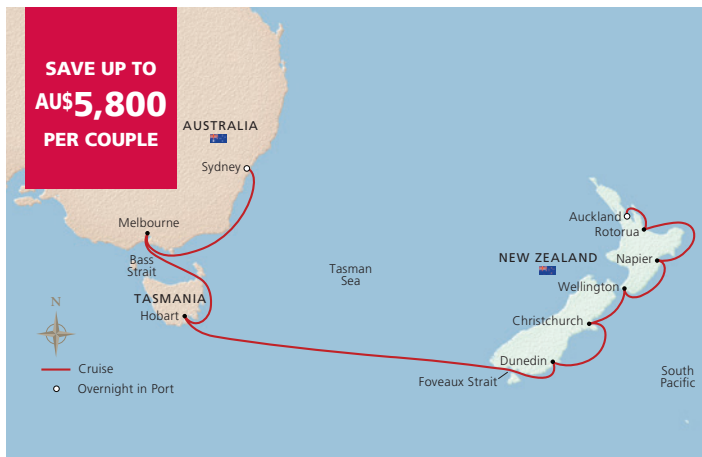 SAVE UP TO
AU$5,800
PER COUPLE
AUSTRALIA
Sydney
Melbourne
Bass
Strait
TASMANIA
Hobart
Tasman
Sea
Auckland
Rotorua
NEW ZEALAND
Napier
Wellington
Christchurch
Dunedin
Foveaux Strait
South
Pacific
N
Cruise
Overnight in Port